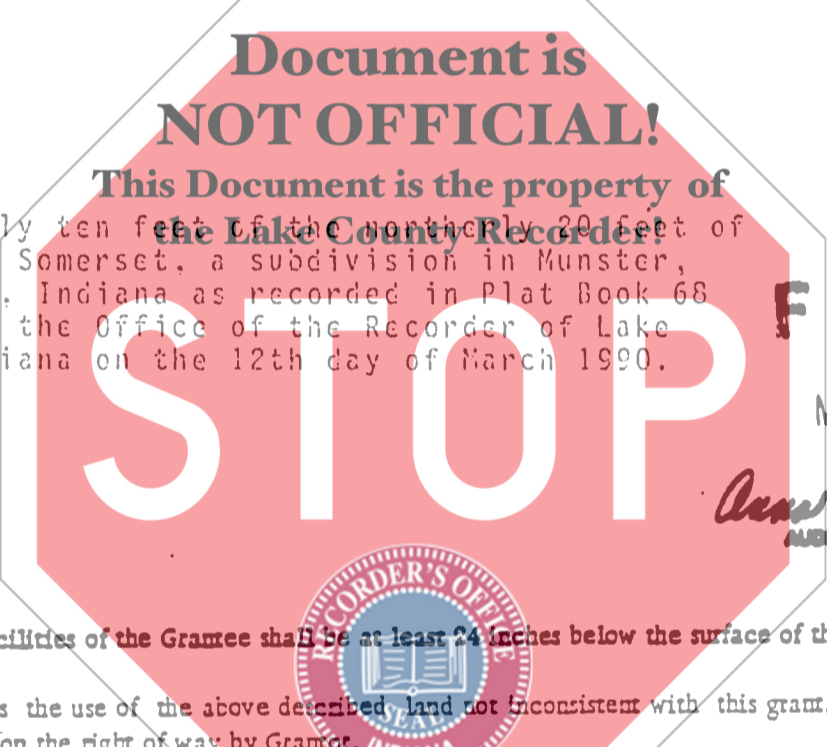 Document is
NOT OFFICIAL!
This Document is the property of
the Lake County Recorder!
ly ten feet of the northerly 20 feet of
Somerset, a subdivision in Munster,
. Indiana as recorded in Plat Book 68
the Office of the Recorder of Lake
iana on the 12th day of March 1990.
F
STOP
RECORDER'S OFFICE
SEAL
INDIANA
cilities of the Grantee shall be at least 24 inches below the surface of th
s the use of the above described land not inconsistent with this grant.
on the right of way by Grantor.